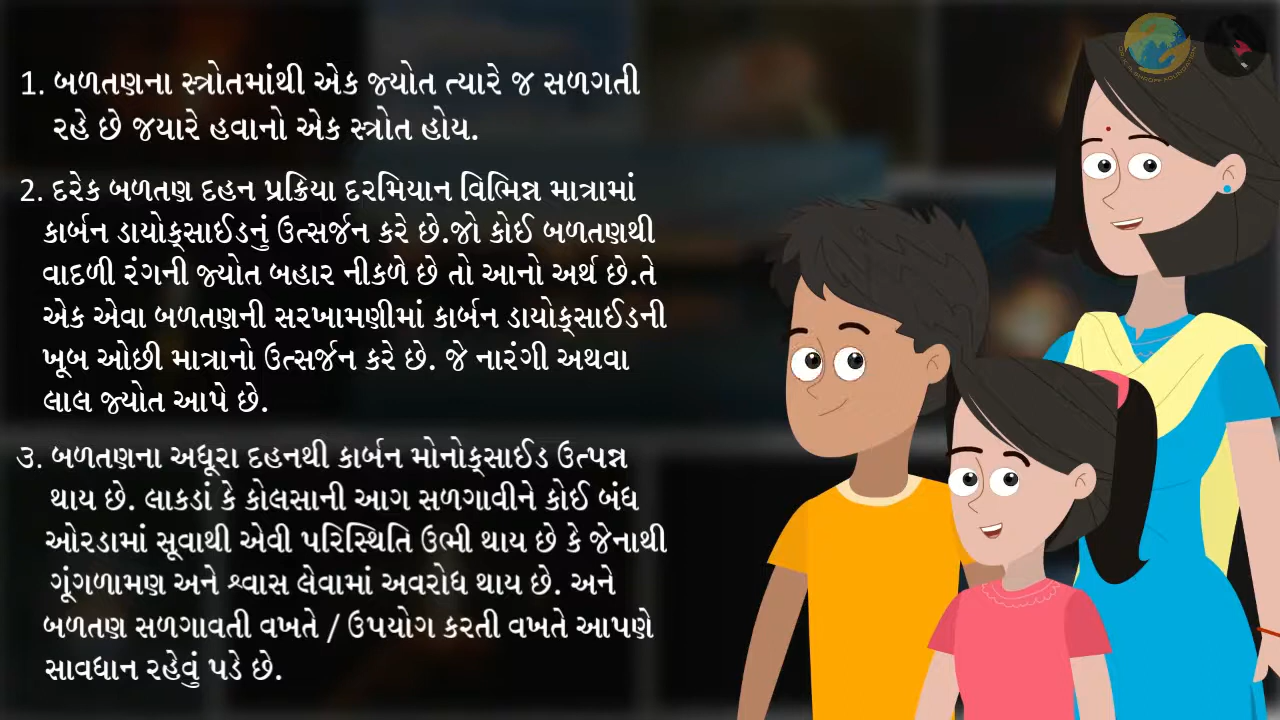 1. બળતણના સ્ત્રોતમાંથી એક જ્યોત ત્યારે જ સળગતી
રહે છે જયારે હવાનો એક સ્ત્રોત હોય.
2. દરેક બળતણ દહન પ્રક્રિયા દરમિયાન વિભિન્ન માત્રામાં
કાર્બન ડાયોક્સાઈડનું ઉત્સર્જન કરે છે.જો કોઈ બળતણથી
વાદળી રંગની જ્યોત બહાર નીકળે છે તો આનો અર્થ છે.તે
એક એવા બળતણની સરખામણીમાં કાર્બન ડાયોક્સાઈડની
ખૂબ ઓછી માત્રાનો ઉત્સર્જન કરે છે. જે નારંગી અથવા
લાલ જ્યોત આપે છે.
૩. બળતણના અધૂરા દહનથી કાર્બન મોનોક્સાઈડ ઉત્પન્ન
થાય છે. લાકડાં કે કોલસાની આગ સળગાવીને કોઈ બંધ
ઓરડામાં સૂવાથી એવી પરિસ્થિતિ ઉભી થાય છે કે જેનાથી
ગૂંગળામણ અને શ્વાસ લેવામાં અવરોધ થાય છે. અને
બળતણ સળગાવતી વખતે / ઉપયોગ કરતી વખતે આપણે
સાવધાન રહેવું પડે છે.